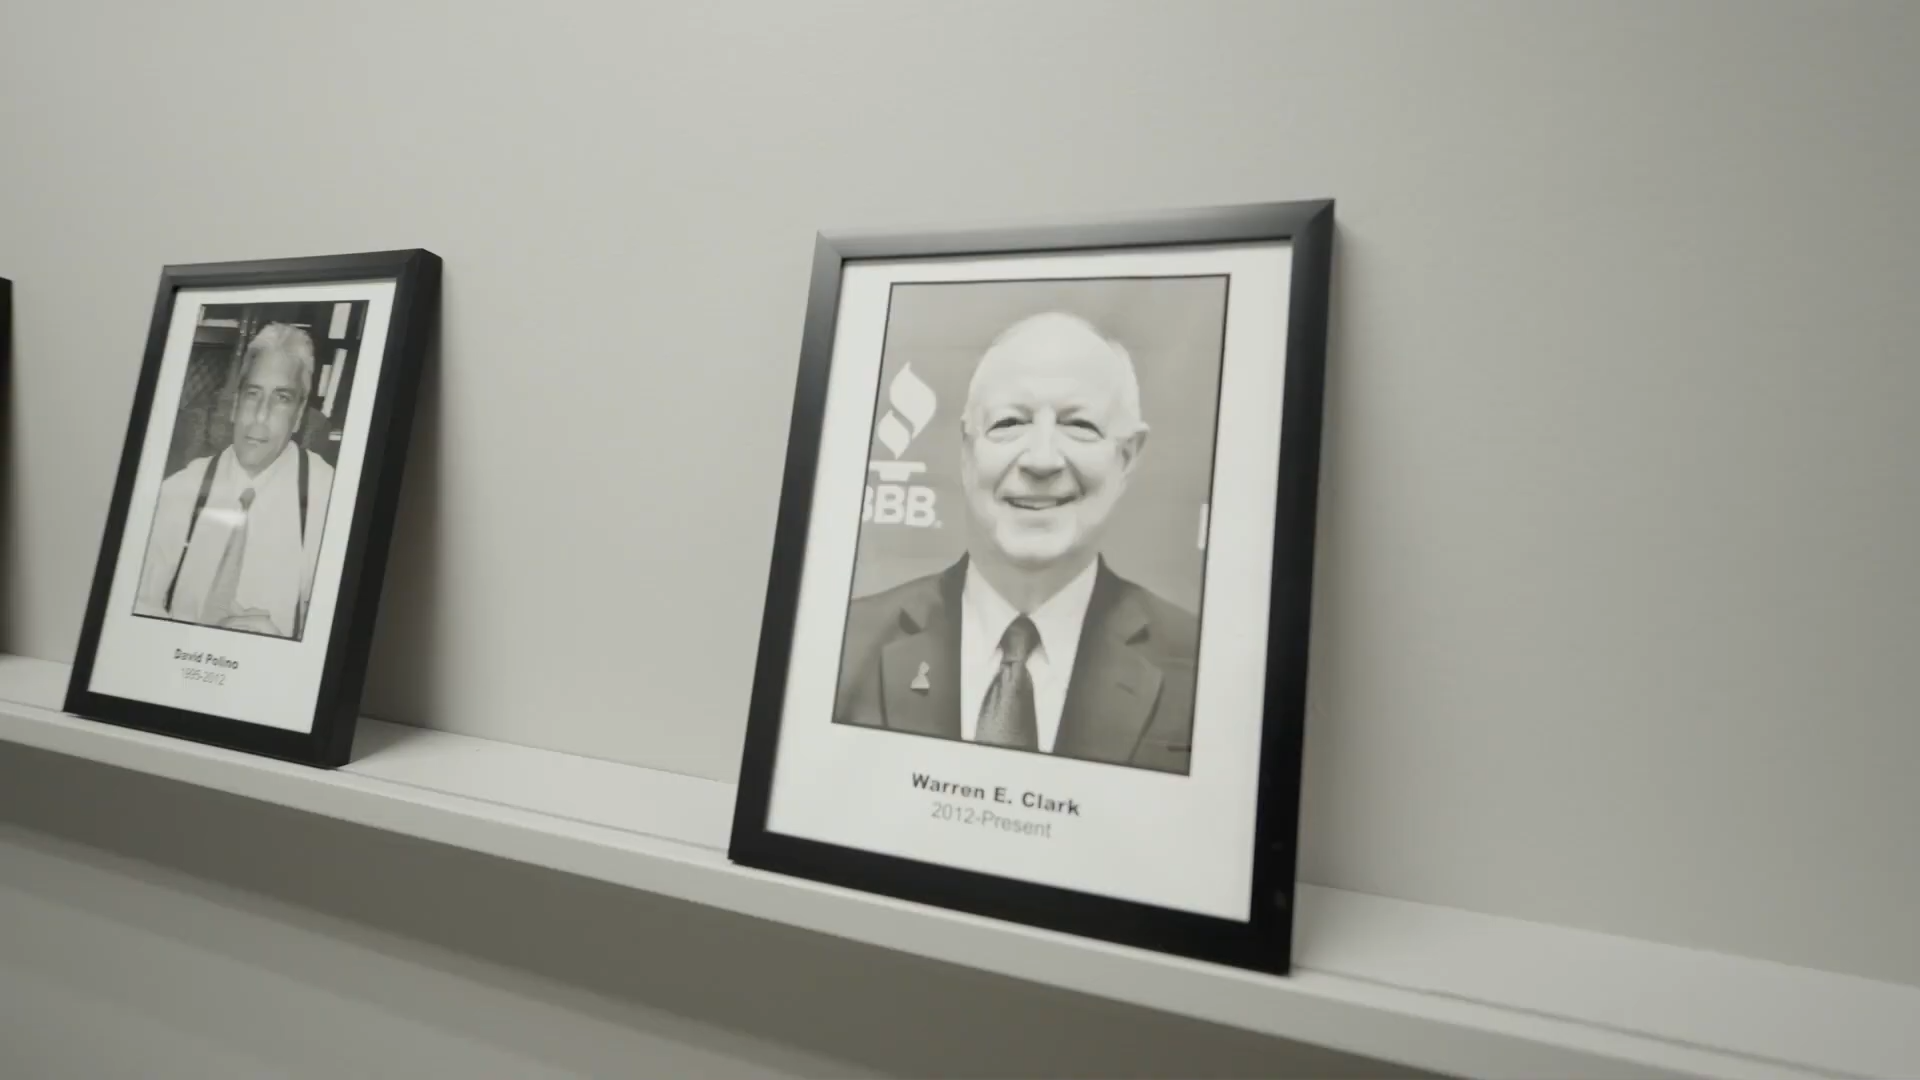 David Polino
1995-2012
BBB.
Warren E. Clark
2012-Present